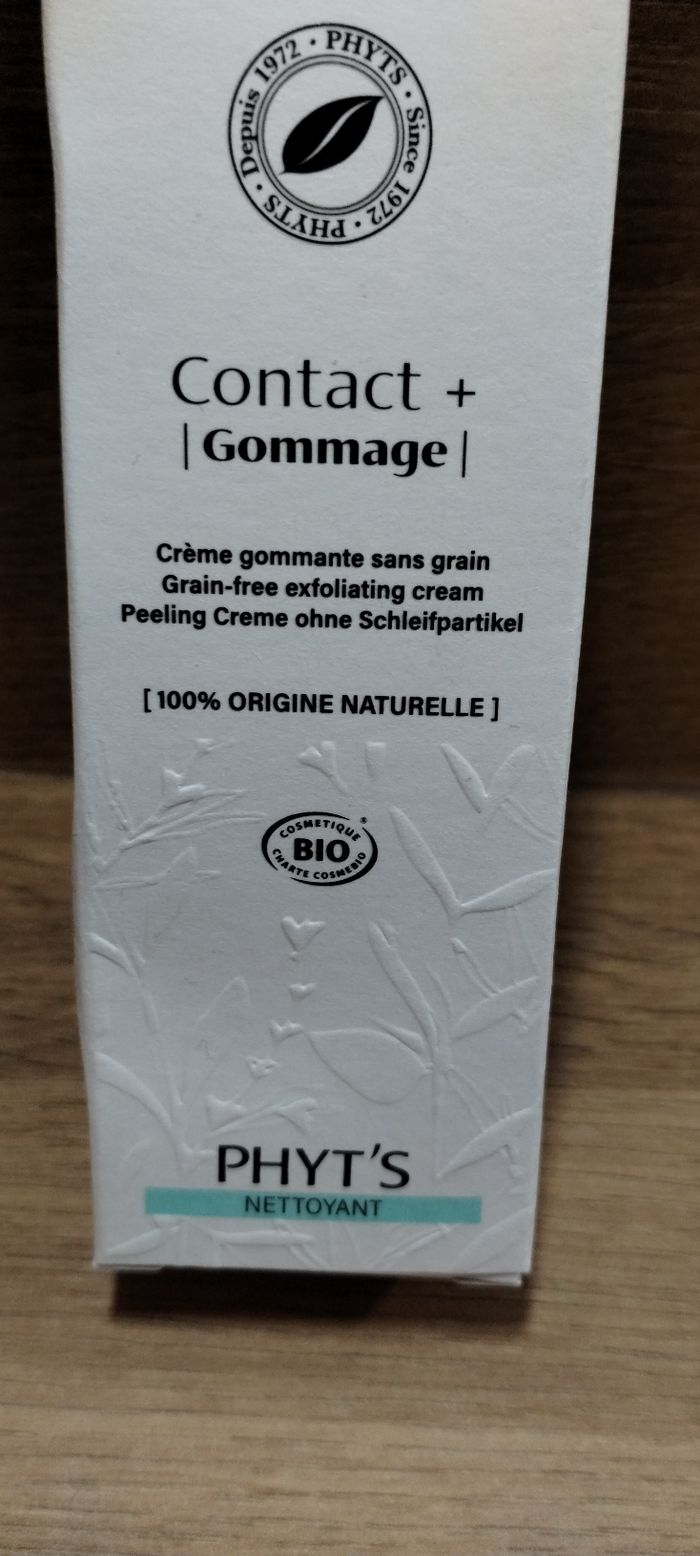 Depuis 1972 · PHYTS · Since 1972 · PHYTS ·
Contact +
| Gommage |
Crème gommante sans grain
Grain-free exfoliating cream
Peeling Creme ohne Schleifpartikel
[ 100% ORIGINE NATURELLE ]
COSMETIQUE ®
BIO
CHARTE COSMEBIO
PHYT'S
NETTOYANT